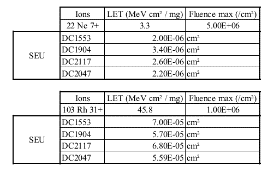 Ions LET (MeV cm² / mg) Fluence max (/cm²)
22 Ne 7+ 3.3 5.00E+06
SEU
DC1553 2.00E-06 cm²
DC1904 3.40E-06 cm²
DC2117 2.60E-06 cm²
DC2047 2.20E-06 cm²
Ions LET (MeV cm² / mg) Fluence max (/cm²)
103 Rh 31+ 45.8 1.00E+06
SEU
DC1553 7.00E-05 cm²
DC1904 5.70E-05 cm²
DC2117 6.80E-05 cm²
DC2047 5.59E-05 cm²